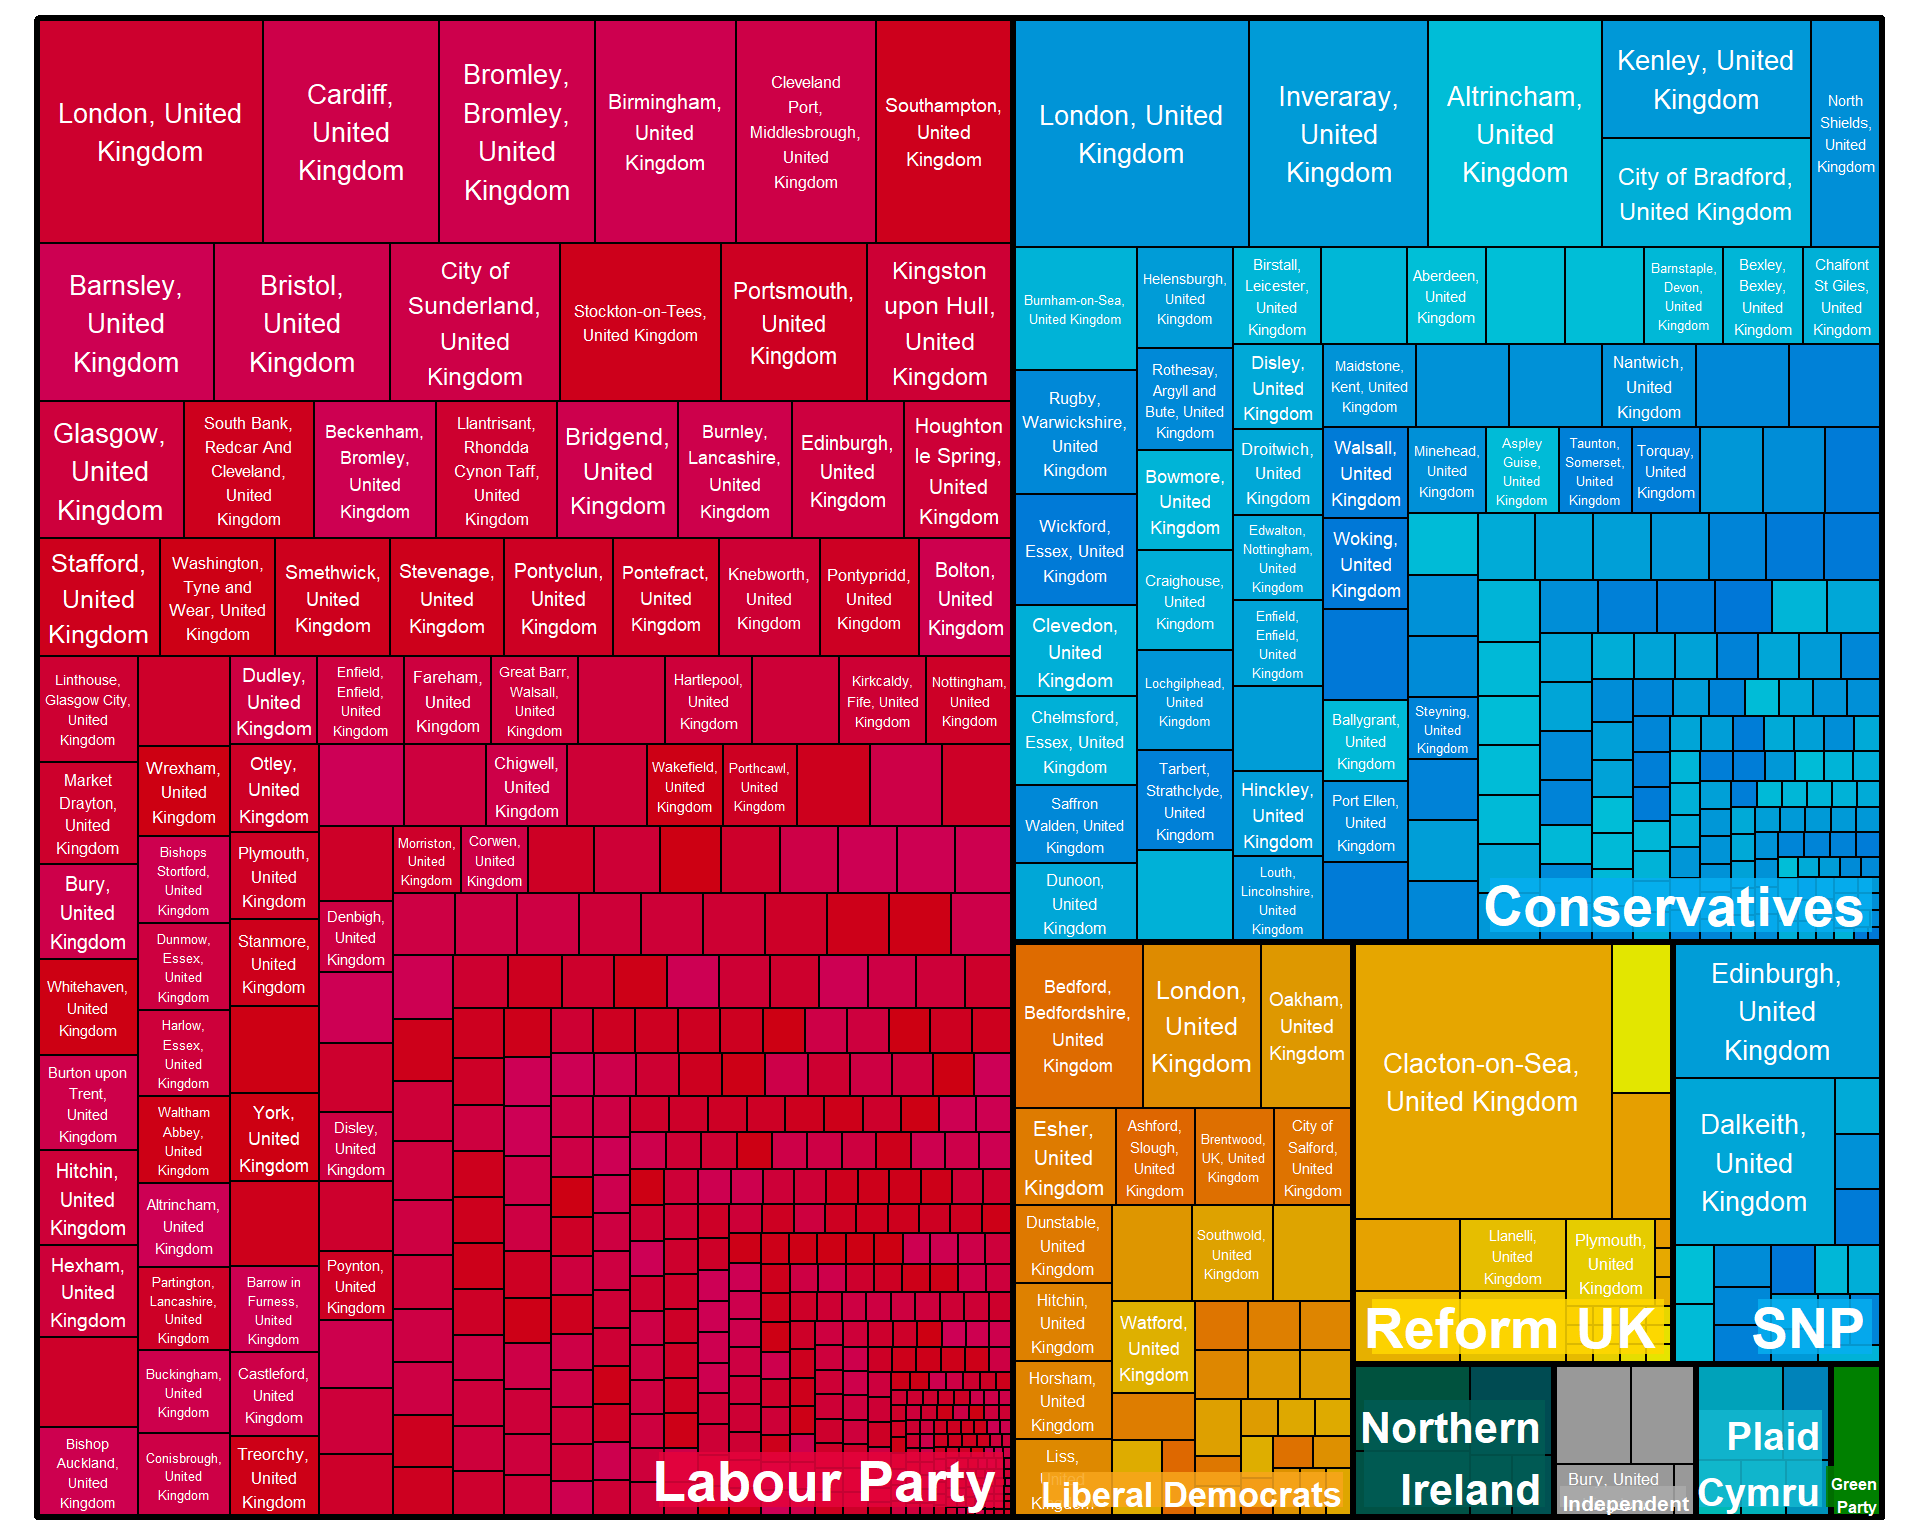 London, United
Kingdom
Cardiff,
United
Kingdom
Bromley,
Bromley,
United
Kingdom
Birmingham,
United
Kingdom
Cleveland
Port,
Middlesbrough,
United
Kingdom
Southampton,
United
Kingdom
Barnsley,
United
Kingdom
Bristol,
United
Kingdom
City of
Sunderland,
United
Kingdom
Stockton-on-Tees,
United Kingdom
Portsmouth,
United
Kingdom
Kingston
upon Hull,
United
Kingdom
Glasgow,
United
Kingdom
South Bank,
Redcar And
Cleveland,
United
Kingdom
Beckenham,
Bromley,
United
Kingdom
Llantrisant,
Rhondda
Cynon Taff,
United
Kingdom
Bridgend,
United
Kingdom
Burnley,
Lancashire,
United
Kingdom
Edinburgh,
United
Kingdom
Houghton
le Spring,
United
Kingdom
Stafford,
United
Kingdom
Washington,
Tyne and
Wear, United
Kingdom
Smethwick,
United
Kingdom
Stevenage,
United
Kingdom
Pontyclun,
United
Kingdom
Pontefract,
United
Kingdom
Knebworth,
United
Kingdom
Pontypridd,
United
Kingdom
Bolton,
United
Kingdom
Linthouse,
Glasgow City,
United
Kingdom
Market
Drayton,
United
Kingdom
Bury,
United
Kingdom
Whitehaven,
United
Kingdom
Burton upon
Trent,
United
Kingdom
Hitchin,
United
Kingdom
Hexham,
United
Kingdom
Bishop
Auckland,
United
Kingdom
Wrexham,
United
Kingdom
Bishops
Stortford,
United
Kingdom
Dunmow,
Essex,
United
Kingdom
Harlow,
Essex,
United
Kingdom
Waltham
Abbey,
United
Kingdom
Altrincham,
United
Kingdom
Partington,
Lancashire,
United
Kingdom
Buckingham,
United
Kingdom
Conisbrough,
United
Kingdom
Dudley,
United
Kingdom
Otley,
United
Kingdom
Plymouth,
United
Kingdom
Stanmore,
United
Kingdom
York,
United
Kingdom
Barrow in
Furness,
United
Kingdom
Castleford,
United
Kingdom
Treorchy,
United
Kingdom
Enfield,
Enfield,
United
Kingdom
Fareham,
United
Kingdom
Great Barr,
Walsall,
United
Kingdom
Hartlepool,
United
Kingdom
Kirkcaldy,
Fife, United
Kingdom
Nottingham,
United
Kingdom
Chigwell,
United
Kingdom
Wakefield,
United
Kingdom
Porthcawl,
United
Kingdom
Morriston,
United
Kingdom
Corwen,
United
Kingdom
Denbigh,
United
Kingdom
Disley,
United
Kingdom
Poynton,
United
Kingdom
Labour Party
London, United
Kingdom
Inveraray,
United
Kingdom
Altrincham,
United
Kingdom
Kenley, United
Kingdom
City of Bradford,
United Kingdom
North
Shields,
United
Kingdom
Burnham-on-Sea,
United Kingdom
Rugby,
Warwickshire,
United
Kingdom
Wickford,
Essex, United
Kingdom
Clevedon,
United
Kingdom
Chelmsford,
Essex, United
Kingdom
Saffron
Walden, United
Kingdom
Dunoon,
United
Kingdom
Helensburgh,
United
Kingdom
Rothesay,
Argyll and
Bute, United
Kingdom
Bowmore,
United
Kingdom
Craighouse,
United
Kingdom
Lochgilphead,
United
Kingdom
Tarbert,
Strathclyde,
United
Kingdom
Birstall,
Leicester,
United
Kingdom
Disley,
United
Kingdom
Droitwich,
United
Kingdom
Edwalton,
Nottingham,
United
Kingdom
Enfield,
Enfield,
United
Kingdom
Hinckley,
United
Kingdom
Louth,
Lincolnshire,
United
Kingdom
Aberdeen,
United
Kingdom
Barnstaple,
Devon,
United
Kingdom
Bexley,
Bexley,
United
Kingdom
Chalfont
St Giles,
United
Kingdom
Maidstone,
Kent, United
Kingdom
Nantwich,
United
Kingdom
Walsall,
United
Kingdom
Minehead,
United
Kingdom
Aspley
Guise,
United
Kingdom
Taunton,
Somerset,
United
Kingdom
Torquay,
United
Kingdom
Woking,
United
Kingdom
Ballygrant,
United
Kingdom
Port Ellen,
United
Kingdom
Steyning,
United
Kingdom
Conservatives
Bedford,
Bedfordshire,
United
Kingdom
London,
United
Kingdom
Oakham,
United
Kingdom
Esher,
United
Kingdom
Ashford,
Slough,
United
Kingdom
Brentwood,
UK, United
Kingdom
City of
Salford,
United
Kingdom
Dunstable,
United
Kingdom
Southwold,
United
Kingdom
Hitchin,
United
Kingdom
Watford,
United
Kingdom
Horsham,
United
Kingdom
Liss,
United
Kingdom
Liberal Democrats
Clacton-on-Sea,
United Kingdom
Llanelli,
United
Kingdom
Plymouth,
United
Kingdom
Reform UK
Edinburgh,
United
Kingdom
Dalkeith,
United
Kingdom
SNP
Northern
Ireland
Bury, United
Independent
Plaid
Cymru
Green
Party